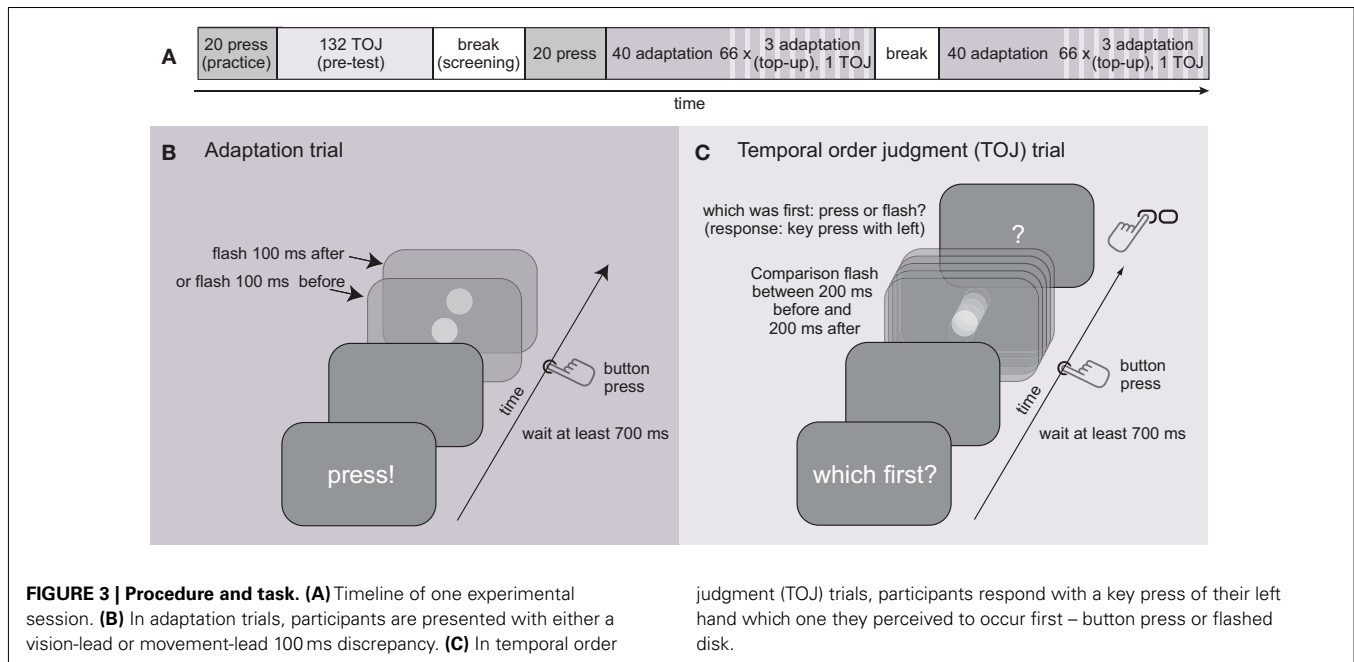 A
20 press
(practice)
132 TOJ
(pre-test)
break
(screening)
20 press
40 adaptation
66 x
3 adaptation
(top-up), 1 TOJ
break
40 adaptation
66 x
3 adaptation
(top-up), 1 TOJ
time
B Adaptation trial
flash 100 ms after
or flash 100 ms before
button
press
time
wait at least 700 ms
press!
C Temporal order judgment (TOJ) trial
which was first: press or flash?
(response: key press with left)
?
Comparison flash
between 200 ms
before and
200 ms after
button
press
time
wait at least 700 ms
which first?
FIGURE 3 | Procedure and task. (A) Timeline of one experimental
session. (B) In adaptation trials, participants are presented with either a
vision-lead or movement-lead 100 ms discrepancy. (C) In temporal order
judgment (TOJ) trials, participants respond with a key press of their left
hand which one they perceived to occur first – button press or flashed
disk.